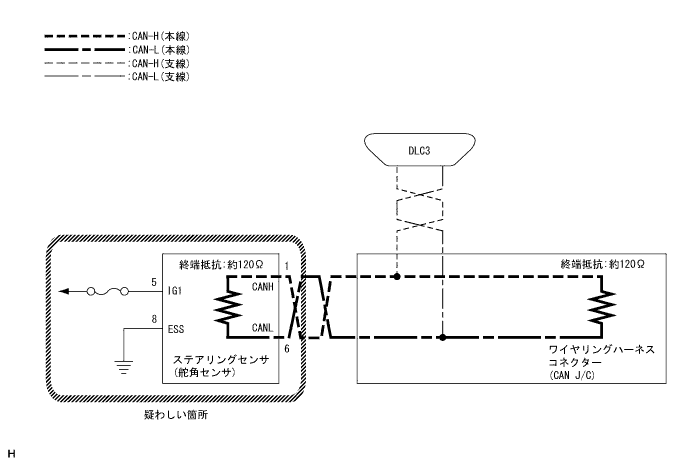 :CAN-H(本線)
:CAN-L(本線)
:CAN-H(支線)
:CAN-L(支線)
DLC3
終端抵抗:約120Ω
終端抵抗:約120Ω
5
IG1
8
ESS
1
CANH
CANL
6
ステアリングセンサ
(舵角センサ)
ワイヤリングハーネス
コネクター
(CAN J/C)
疑わしい箇所
H